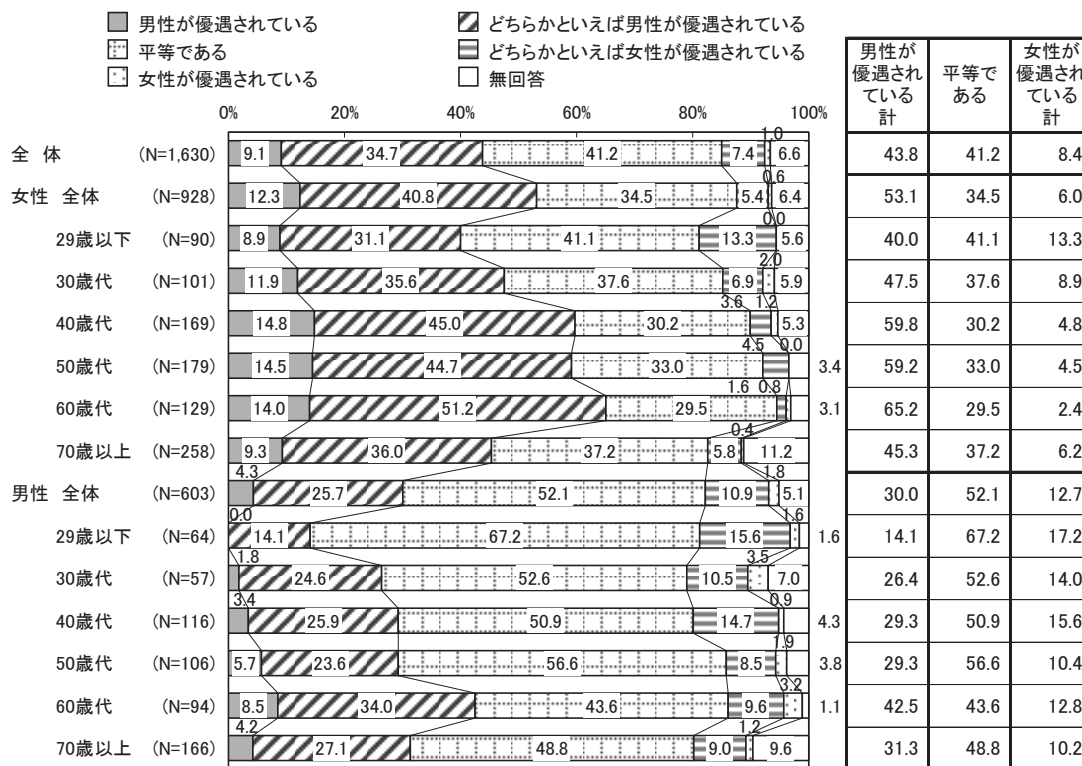 男性が優遇されている どちらかといえば男性が優遇されている
平等である どちらかといえば女性が優遇されている
女性が優遇されている 無回答
男性が優遇されている計 平等である 女性が優遇されている計
0% 20% 40% 60% 80% 100%
全 体 (N=1,630) 9.1 34.7 41.2 7.4 1.0 6.6 43.8 41.2 8.4
女性 全体 (N=928) 12.3 40.8 34.5 5.4 0.6 6.4 53.1 34.5 6.0
29歳以下 (N=90) 8.9 31.1 41.1 13.3 0.0 5.6 40.0 41.1 13.3
30歳代 (N=101) 11.9 35.6 37.6 6.9 2.0 5.9 47.5 37.6 8.9
40歳代 (N=169) 14.8 45.0 30.2 3.6 1.2 5.3 59.8 30.2 4.8
50歳代 (N=179) 14.5 44.7 33.0 4.5 0.0 3.4 59.2 33.0 4.5
60歳代 (N=129) 14.0 51.2 29.5 1.6 0.8 3.1 65.2 29.5 2.4
70歳以上 (N=258) 9.3 36.0 37.2 5.8 0.4 11.2 45.3 37.2 6.2
男性 全体 (N=603) 4.3 25.7 52.1 10.9 1.8 5.1 30.0 52.1 12.7
29歳以下 (N=64) 0.0 14.1 67.2 15.6 1.6 1.6 14.1 67.2 17.2
30歳代 (N=57) 1.8 24.6 52.6 10.5 3.5 7.0 26.4 52.6 14.0
40歳代 (N=116) 3.4 25.9 50.9 14.7 0.9 4.3 29.3 50.9 15.6
50歳代 (N=106) 5.7 23.6 56.6 8.5 1.9 3.8 29.3 56.6 10.4
60歳代 (N=94) 8.5 34.0 43.6 9.6 3.2 1.1 42.5 43.6 12.8
70歳以上 (N=166) 4.2 27.1 48.8 9.0 1.2 9.6 31.3 48.8 10.2